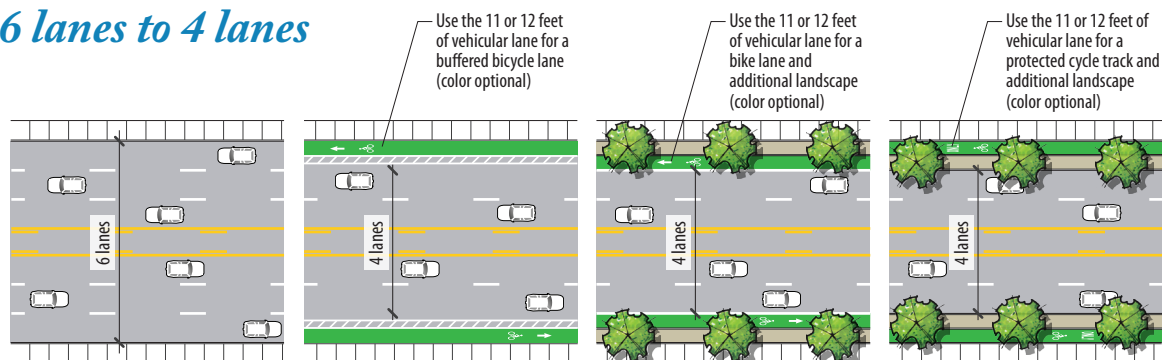 6 lanes to 4 lanes
Use the 11 or 12 feet
of vehicular lane for a
buffered bicycle lane
(color optional)
Use the 11 or 12 feet
of vehicular lane for a
bike lane and
additional landscape
(color optional)
Use the 11 or 12 feet of
vehicular lane for a
protected cycle track and
additional landscape
(color optional)
6 lanes
4 lanes
4 lanes
4 lanes